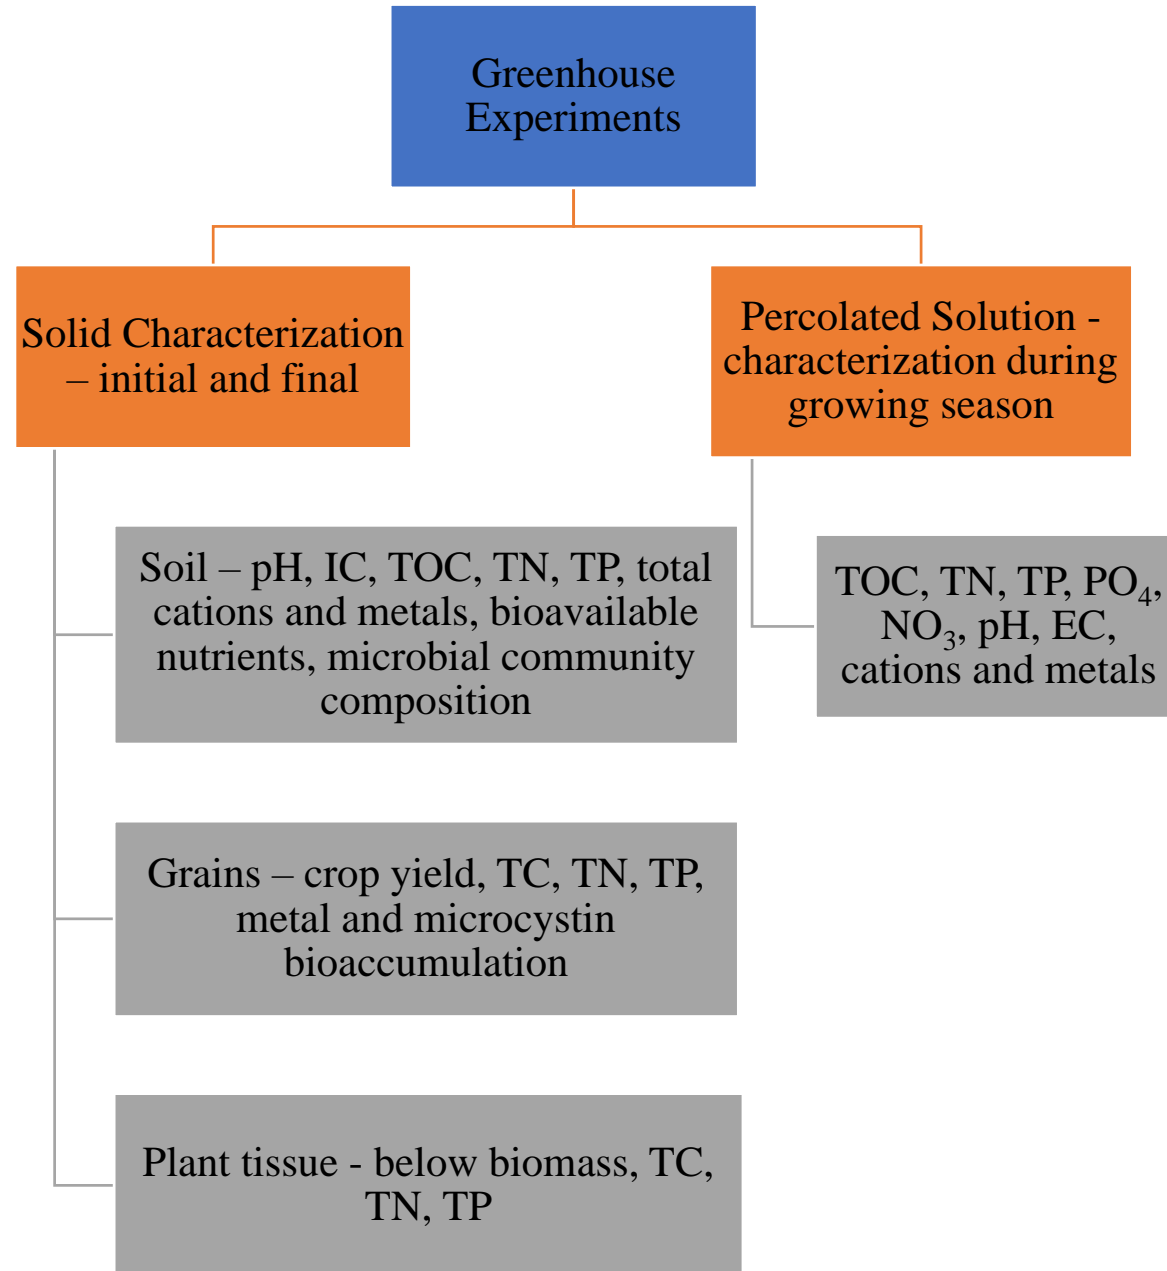 Greenhouse
Experiments
Solid Characterization
– initial and final
Percolated Solution -
characterization during
growing season
Soil – pH, IC, TOC, TN, TP, total
cations and metals, bioavailable
nutrients, microbial community
composition
TOC, TN, TP, PO₄,
NO₃, pH, EC,
cations and metals
Grains – crop yield, TC, TN, TP,
metal and microcystin
bioaccumulation
Plant tissue - below biomass, TC,
TN, TP